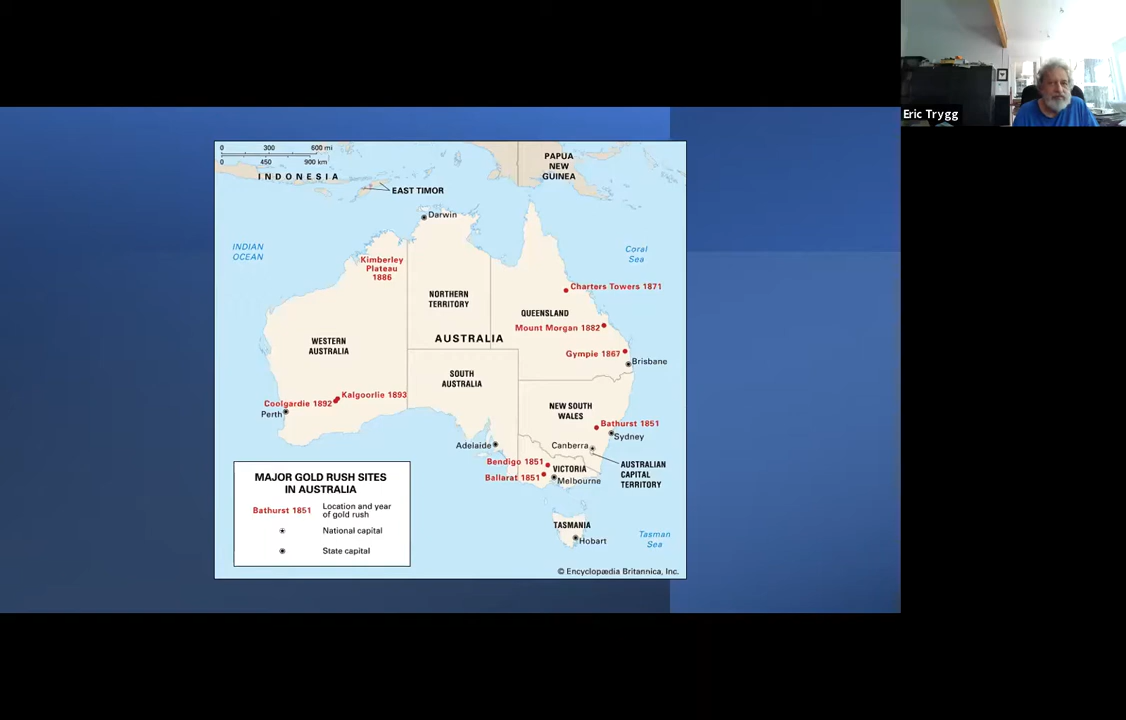 Eric Trygg
0 300 600 mi
0 450 900 km
INDONESIA
PAPUA
NEW
GUINEA
EAST TIMOR
Darwin
INDIAN
OCEAN
Coral
Sea
Kimberley
Plateau
1886
Charters Towers 1871
NORTHERN
TERRITORY
QUEENSLAND
Mount Morgan 1882
WESTERN
AUSTRALIA
AUSTRALIA
Gympie 1867
Brisbane
SOUTH
AUSTRALIA
Kalgoorlie 1893
Coolgardie 1892
Perth
NEW SOUTH
WALES
Bathurst 1851
Sydney
Adelaide
Canberra
Bendigo 1851
VICTORIA
AUSTRALIAN
CAPITAL
TERRITORY
Ballarat 1851
Melbourne
MAJOR GOLD RUSH SITES
IN AUSTRALIA
Bathurst 1851
Location and year
of gold rush
National capital
State capital
TASMANIA
Hobart
Tasman
Sea
© Encyclopædia Britannica, Inc.